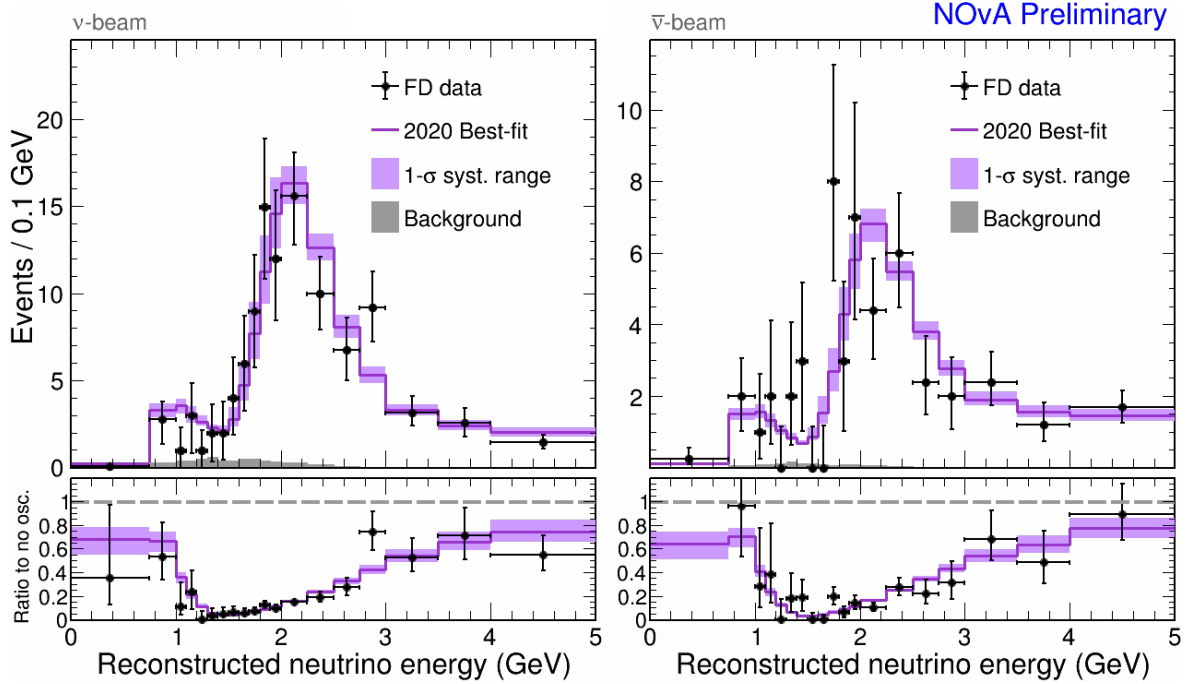 ν-beam
ν̅-beam
NOvA Preliminary
Events / 0.1 GeV
20
15
10
5
0
FD data
2020 Best-fit
1-σ syst. range
Background
10
8
6
4
2
FD data
2020 Best-fit
1-σ syst. range
Background
Ratio to no osc.
1
0.8
0.6
0.4
0.2
0
1
0.8
0.6
0.4
0.2
0
0 1 2 3 4 5
0 1 2 3 4 5
Reconstructed neutrino energy (GeV)
Reconstructed neutrino energy (GeV)